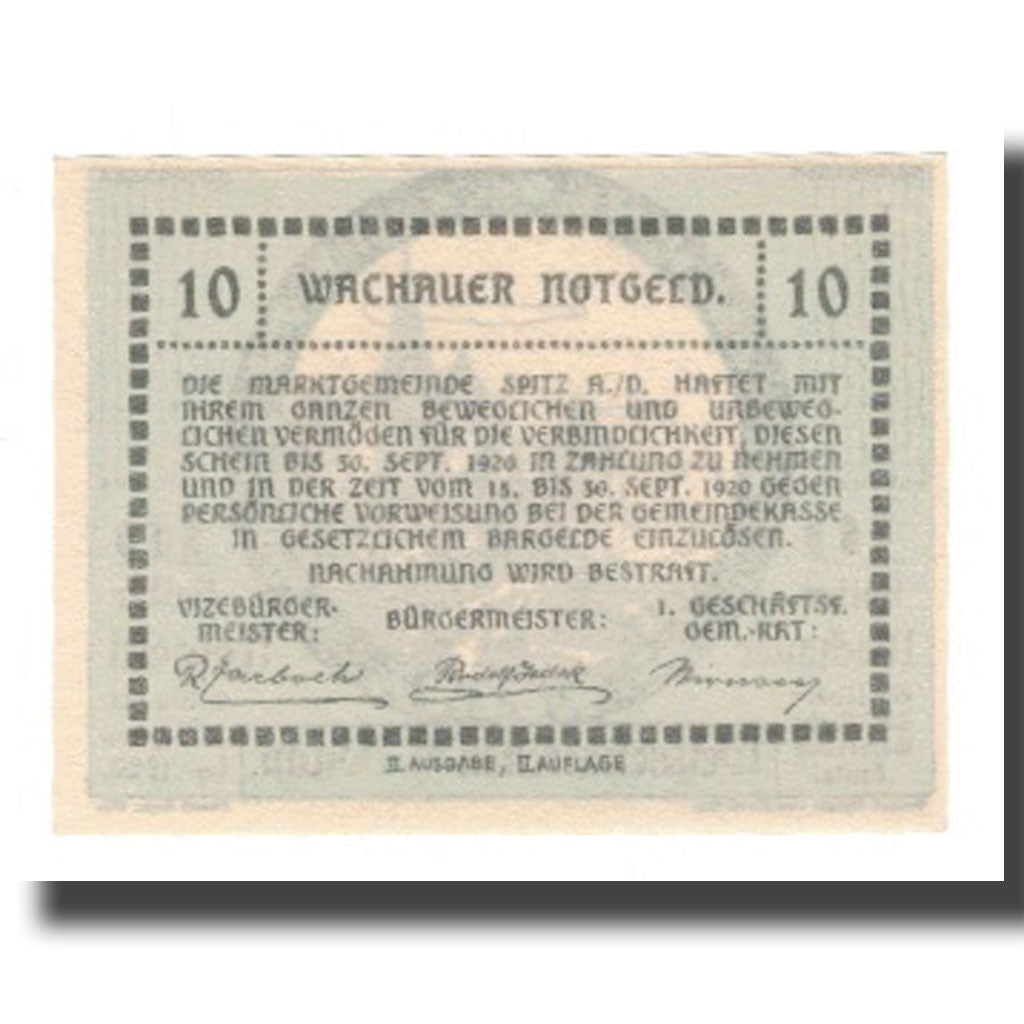 10 WACHAUER NOTGELD. 10
DIE MARKTGEMEINDE SPITZ A./D. HAFTET MIT
IHREM GANZEN BEWEGLICHEN UND UNBEWEG-
LICHEN VERMÖGEN FÜR DIE VERBINDLICHKEIT, DIESEN
SCHEIN BIS 30. SEPT. 1920 IN ZAHLUNG ZU NEHMEN
UND IN DER ZEIT VOM 15. BIS 30. SEPT. 1920 GEGEN
PERSÖNLICHE VORWEISUNG BEI DER GEMEINDEKASSE
IN GESETZLICHEM BARGELDE EINZULÖSEN.
NACHAHMUNG WIRD BESTRAFT.
VIZEBÜRGER-
MEISTER:
BÜRGERMEISTER:
1. GESCHÄFTSF.
GEM.-RAT:
Rudolf
II AUSGABE, II AUFLAGE